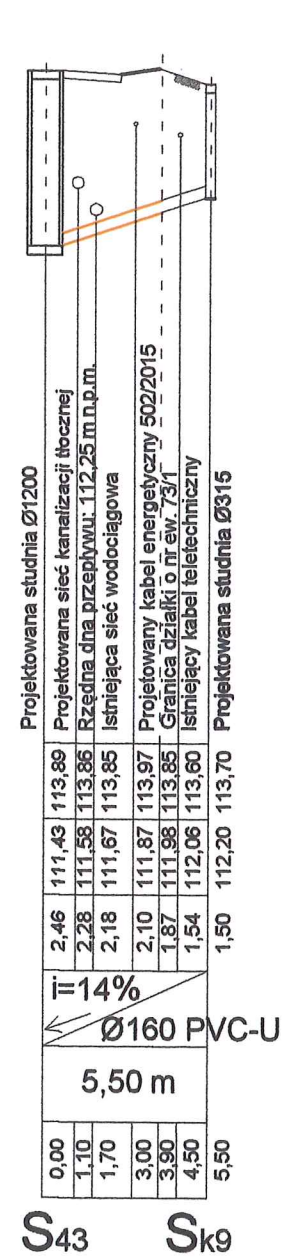 Projektowana studnia Ø1200
Projektowana sieć kanalizacji tłocznej
Rzędna dna przepływu: 112,25 m n.p.m.
Istniejąca sieć wodociągowa
Projetowany kabel energetyczny 502/2015
Granica działki o nr ew. 73/1
Istniejący kabel teletechniczny
Projektowana studnia Ø315
113,89 113,86 113,85 113,97 113,85 113,60 113,70
111,43 111,58 111,67 111,87 111,98 112,06 112,20
2,46 2,28 2,18 2,10 1,87 1,54 1,50
i=14%
Ø160 PVC-U
5,50 m
0,00 1,10 1,70 3,00 3,90 4,50 5,50
S43 Sk9